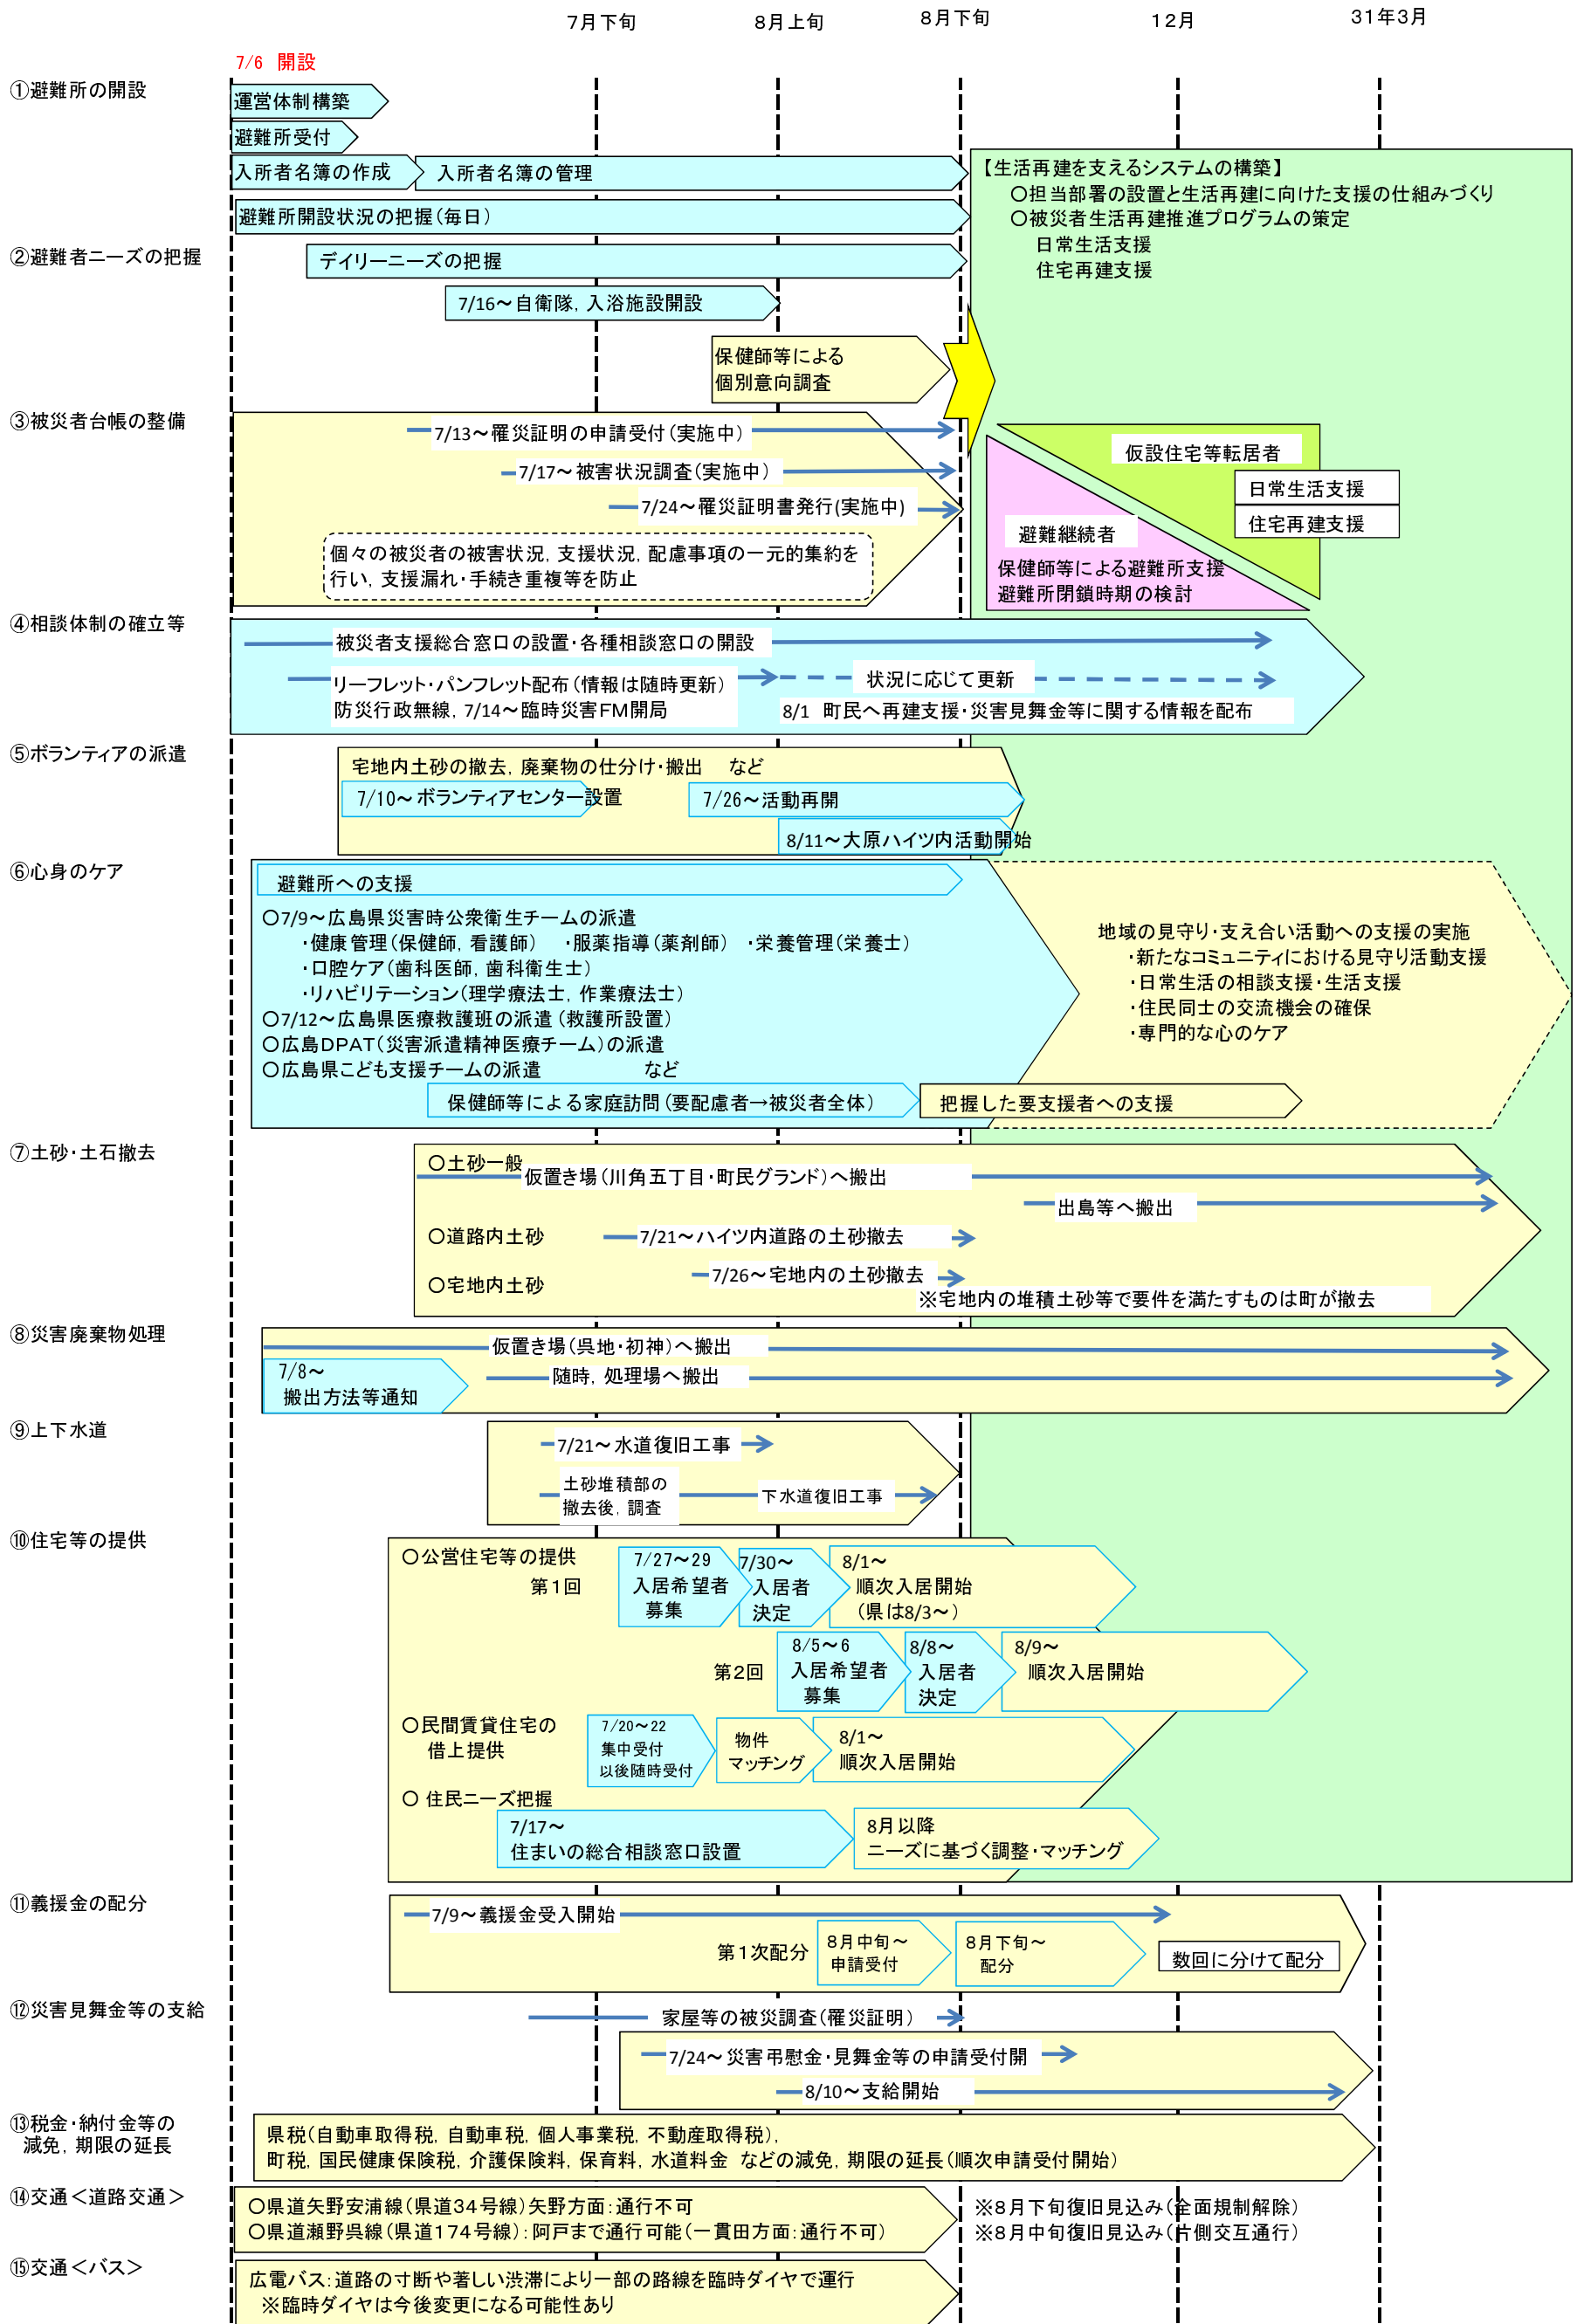 7月下旬
8月上旬
8月下旬
12月
31年3月
7/6 開設
①避難所の開設
運営体制構築
避難所受付
入所者名簿の作成
入所者名簿の管理
避難所開設状況の把握(毎日)
【生活再建を支えるシステムの構築】
○担当部署の設置と生活再建に向けた支援の仕組みづくり
○被災者生活再建推進プログラムの策定
日常生活支援
住宅再建支援
②避難者ニーズの把握
デイリーニーズの把握
7/16～自衛隊, 入浴施設開設
保健師等による
個別意向調査
③被災者台帳の整備
7/13～罹災証明の申請受付(実施中)
7/17～被害状況調査(実施中)
7/24～罹災証明書発行(実施中)
個々の被災者の被害状況, 支援状況, 配慮事項の一元的集約を
行い, 支援漏れ・手続き重複等を防止
仮設住宅等転居者
日常生活支援
住宅再建支援
避難継続者
保健師等による避難所支援
避難所閉鎖時期の検討
④相談体制の確立等
被災者支援総合窓口の設置・各種相談窓口の開設
リーフレット・パンフレット配布(情報は随時更新)
防災行政無線, 7/14～臨時災害FM開局
状況に応じて更新
8/1 町民へ再建支援・災害見舞金等に関する情報を配布
⑤ボランティアの派遣
宅地内土砂の撤去, 廃棄物の仕分け・搬出 など
7/10～ボランティアセンター設置
7/26～活動再開
8/11～大原ハイツ内活動開始
⑥心身のケア
避難所への支援
○7/9～広島県災害時公衆衛生チームの派遣
・健康管理(保健師, 看護師) ・服薬指導(薬剤師) ・栄養管理(栄養士)
・口腔ケア(歯科医師, 歯科衛生士)
・リハビリテーション(理学療法士, 作業療法士)
○7/12～広島県医療救護班の派遣(救護所設置)
○広島DPAT(災害派遣精神医療チーム)の派遣
○広島県こども支援チームの派遣 など
保健師等による家庭訪問(要配慮者→被災者全体)
把握した要支援者への支援
地域の見守り・支え合い活動への支援の実施
・新たなコミュニティにおける見守り活動支援
・日常生活の相談支援・生活支援
・住民同士の交流機会の確保
・専門的な心のケア
⑦土砂・土石撤去
○土砂一般
仮置き場(川角五丁目・町民グランド)へ搬出
出島等へ搬出
○道路内土砂
7/21～ハイツ内道路の土砂撤去
○宅地内土砂
7/26～宅地内の土砂撤去
※宅地内の堆積土砂等で要件を満たすものは町が撤去
⑧災害廃棄物処理
仮置き場(呉地・初神)へ搬出
7/8～
搬出方法等通知
随時, 処理場へ搬出
⑨上下水道
7/21～水道復旧工事
土砂堆積部の
撤去後, 調査
下水道復旧工事
⑩住宅等の提供
○公営住宅等の提供
第1回
7/27～29
入居希望者
募集
7/30～
入居者
決定
8/1～
順次入居開始
(県は8/3～)
第2回
8/5～6
入居希望者
募集
8/8～
入居者
決定
8/9～
順次入居開始
○民間賃貸住宅の
借上提供
7/20～22
集中受付
以後随時受付
物件
マッチング
8/1～
順次入居開始
○ 住民ニーズ把握
7/17～
住まいの総合相談窓口設置
8月以降
ニーズに基づく調整・マッチング
⑪義援金の配分
7/9～義援金受入開始
第1次配分
8月中旬～
申請受付
8月下旬～
配分
数回に分けて配分
⑫災害見舞金等の支給
家屋等の被災調査(罹災証明)
7/24～災害弔慰金・見舞金等の申請受付開
8/10～支給開始
⑬税金・納付金等の
減免, 期限の延長
県税(自動車取得税, 自動車税, 個人事業税, 不動産取得税),
町税, 国民健康保険税, 介護保険料, 保育料, 水道料金 などの減免, 期限の延長(順次申請受付開始)
⑭交通＜道路交通＞
○県道矢野安浦線(県道34号線)矢野方面:通行不可
○県道瀬野呉線(県道174号線):阿戸まで通行可能(一貫田方面:通行不可)
※8月下旬復旧見込み(全面規制解除)
※8月中旬復旧見込み(片側交互通行)
⑮交通＜バス＞
広電バス:道路の寸断や著しい渋滞により一部の路線を臨時ダイヤで運行
※臨時ダイヤは今後変更になる可能性あり